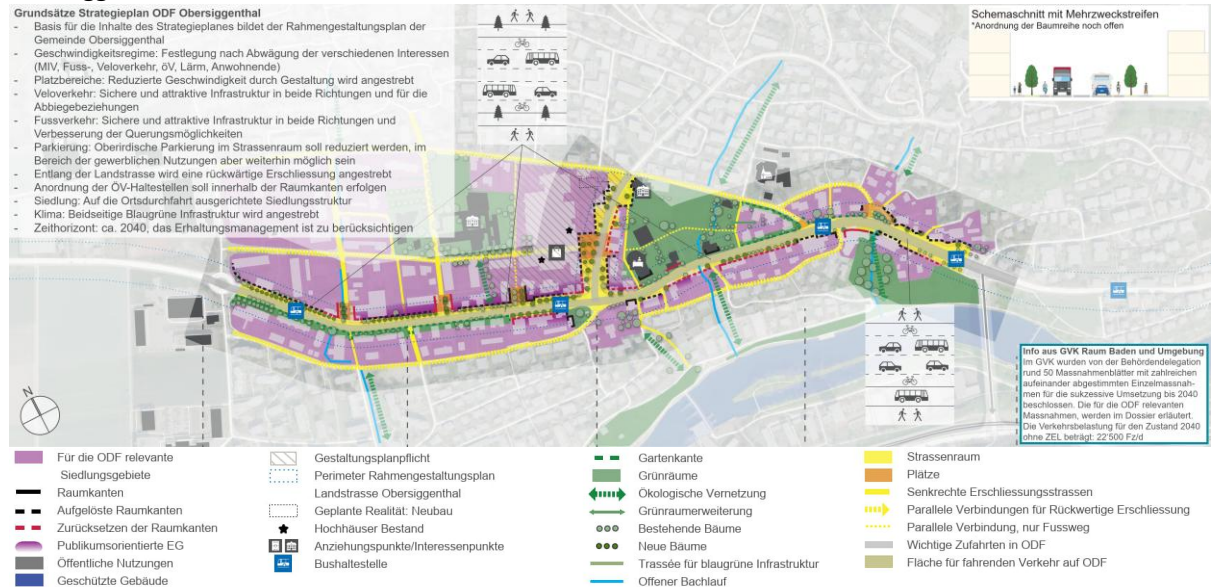 Grundsätze Strategieplan ODF Obersiggenthal
- Basis für die Inhalte des Strategieplanes bildet der Rahmengestaltungsplan der
Gemeinde Obersiggenthal
- Geschwindigkeitsregime: Festlegung nach Abwägung der verschiedenen Interessen
(MIV, Fuss-, Veloverkehr, öV, Lärm, Anwohnende)
- Platzbereiche: Reduzierte Geschwindigkeit durch Gestaltung wird angestrebt
- Veloverkehr: Sichere und attraktive Infrastruktur in beide Richtungen und für die
Abbiegebeziehungen
- Fussverkehr: Sichere und attraktive Infrastruktur in beide Richtungen und
Verbesserung der Querungsmöglichkeiten
- Parkierung: Oberirdische Parkierung im Strassenraum soll reduziert werden, im
Bereich der gewerblichen Nutzungen aber weiterhin möglich sein
- Entlang der Landstrasse wird eine rückwärtige Erschliessung angestrebt
- Anordnung der ÖV-Haltestellen soll innerhalb der Raumkanten erfolgen
- Siedlung: Auf die Ortsdurchfahrt ausgerichtete Siedlungsstruktur
- Klima: Beidseitige Blaugrüne Infrastruktur wird angestrebt
- Zeithorizont: ca. 2040, das Erhaltungsmanagement ist zu berücksichtigen
Schemaschnitt mit Mehrzweckstreifen
*Anordnung der Baumreihe noch offen
N
Info aus GVK Raum Baden und Umgebung
Im GVK wurden von der Behördendelegation
rund 50 Massnahmenblätter mit zahlreichen
aufeinander abgestimmten Einzelmassnah-
men für die sukzessive Umsetzung bis 2040
beschlossen. Die für die ODF relevanten
Massnahmen, werden im Dossier erläutert.
Die Verkehrsbelastung für den Zustand 2040
ohne ZEL beträgt: 22'500 Fz/d
Für die ODF relevante
Siedlungsgebiete
Raumkanten
Aufgelöste Raumkanten
Zurücksetzen der Raumkanten
Publikumsorientierte EG
Öffentliche Nutzungen
Geschützte Gebäude
Gestaltungsplanpflicht
Perimeter Rahmengestaltungsplan
Landstrasse Obersiggenthal
Geplante Realität: Neubau
Hochhäuser Bestand
Anziehungspunkte/Interessenpunkte
Bushaltestelle
Gartenkante
Grünräume
Ökologische Vernetzung
Grünraumerweiterung
Bestehende Bäume
Neue Bäume
Trassée für blaugrüne Infrastruktur
Offener Bachlauf
Strassenraum
Plätze
Senkrechte Erschliessungsstrassen
Parallele Verbindungen für Rückwertige Erschliessung
Parallele Verbindung, nur Fussweg
Wichtige Zufahrten in ODF
Fläche für fahrenden Verkehr auf ODF